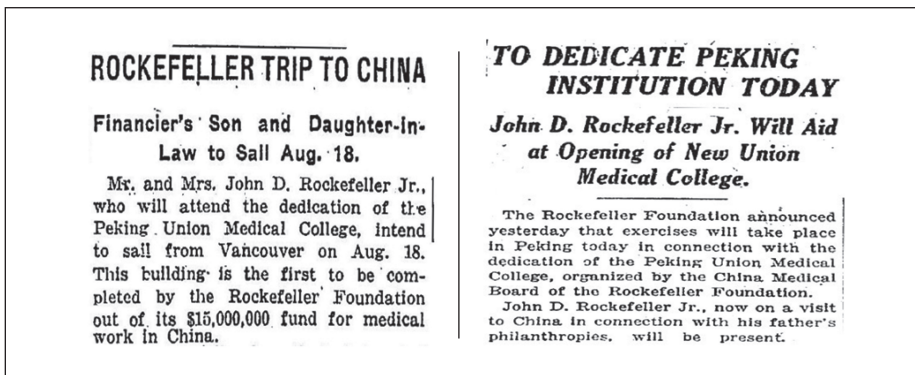 ROCKEFELLER TRIP TO CHINA
Financier's Son and Daughter-in-
Law to Sail Aug. 18.
Mr. and Mrs. John D. Rockefeller Jr.,
who will attend the dedication of the
Peking Union Medical College, intend
to sail from Vancouver on Aug. 18.
This building is the first to be com-
pleted by the Rockefeller Foundation
out of its $15,000,000 fund for medical
work in China.
TO DEDICATE PEKING
INSTITUTION TODAY
John D. Rockefeller Jr. Will Aid
at Opening of New Union
Medical College.
The Rockefeller Foundation announced
yesterday that exercises will take place
in Peking today in connection with the
dedication of the Peking Union Medical
College, organized by the China Medical
Board of the Rockefeller Foundation.
John D. Rockefeller Jr., now on a visit
to China in connection with his father's
philanthropies, will be present.